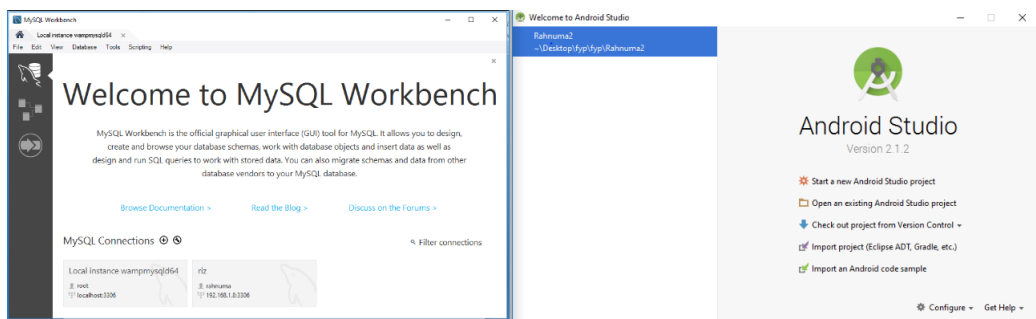 MySQL Workbench
Local instance wampmysqld64 ×
File Edit View Database Tools Scripting Help
Welcome to MySQL Workbench
MySQL Workbench is the official graphical user interface (GUI) tool for MySQL. It allows you to design,
create and browse your database schemas, work with database objects and insert data as well as
design and run SQL queries to work with stored data. You can also migrate schemas and data from other
database vendors to your MySQL database.
Browse Documentation > Read the Blog > Discuss on the Forums >
MySQL Connections
Filter connections
Local instance wampmysqld64
root
localhost:3306
riz
rahnuma
192.168.1.8:3306
Welcome to Android Studio
Rahnuma2
~\Desktop\fyp\fyp\Rahnuma2
Android Studio
Version 2.1.2
Start a new Android Studio project
Open an existing Android Studio project
Check out project from Version Control
Import project (Eclipse ADT, Gradle, etc.)
Import an Android code sample
Configure Get Help